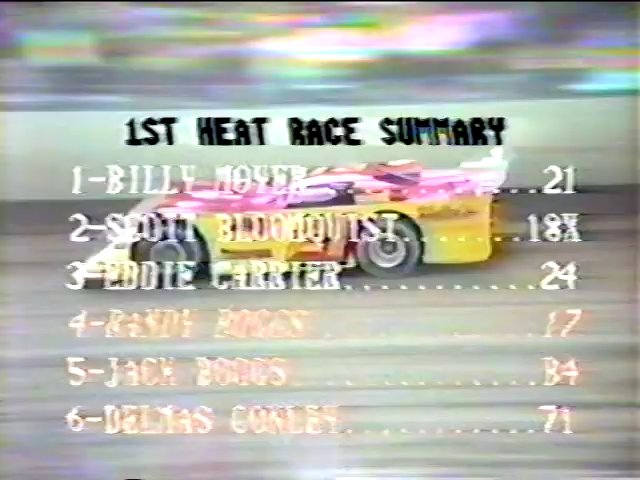 1ST HEAT RACE SUMMARY
1-BILLY MOYER...............21
2-SCOTT BLOOMQUIST.......18X
3-EDDIE CARRIER............24
4-RANDY BOGGS...............17
5-JACK BOGGS................B4
6-DELMAS CONLEY............71